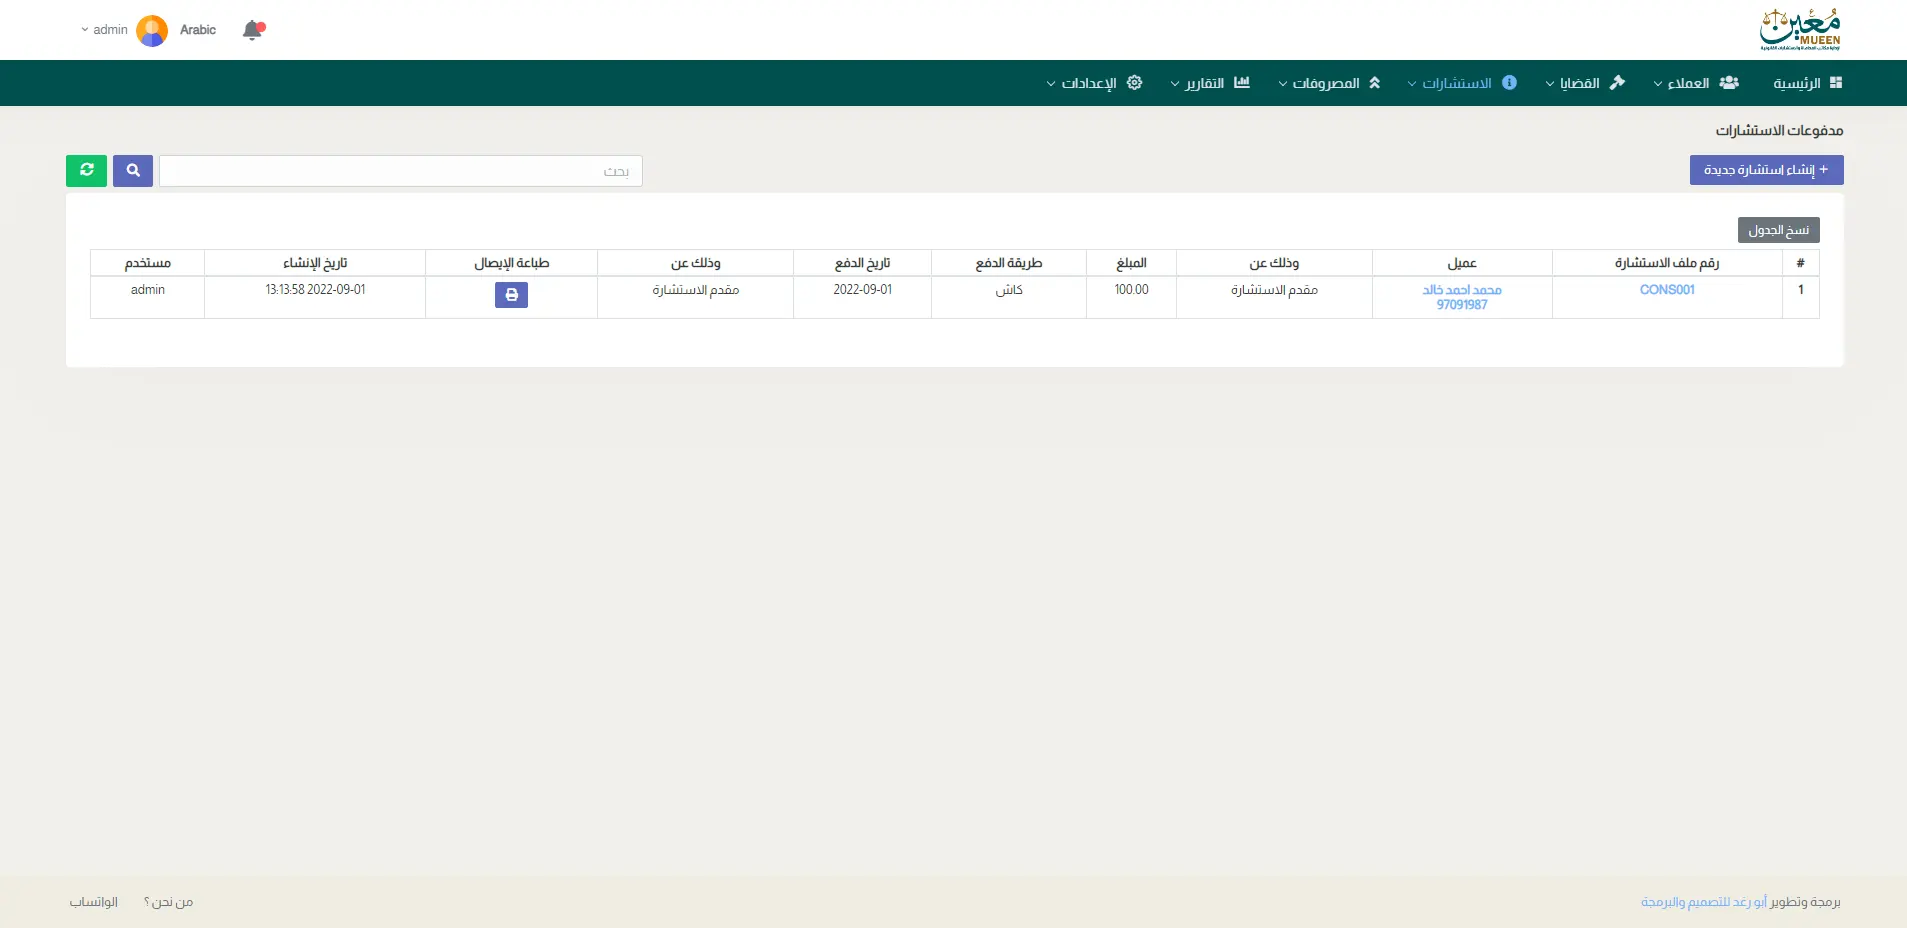 مُعين
MUEEN
Arabic
admin
الرئيسية
العملاء
القضايا
الاستشارات
المصروفات
التقارير
الإعدادات
مدفوعات الاستشارات
+ إنشاء استشارة جديدة
بحث
نسخ الجدول
# رقم ملف الاستشارة عميل وذلك عن المبلغ طريقة الدفع تاريخ الدفع وذلك عن طباعة الإيصال تاريخ الإنشاء مستخدم
1 CONS001 محمد احمد خالد مقدم الاستشارة 100.00 كاش 2022-09-01 مقدم الاستشارة 2022-09-01 13:13:58 admin
97091987
برمجة وتطوير أبو رغد للتصميم والبرمجة
من نحن ؟
الواتساب